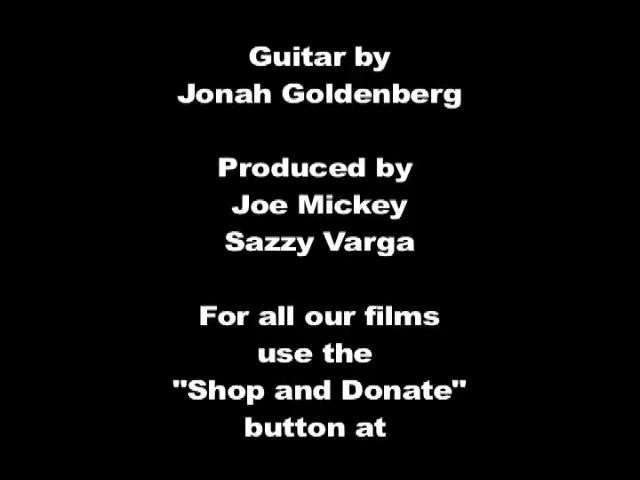 Guitar by
Jonah Goldenberg
Produced by
Joe Mickey
Sazzy Varga
For all our films
use the
"Shop and Donate"
button at